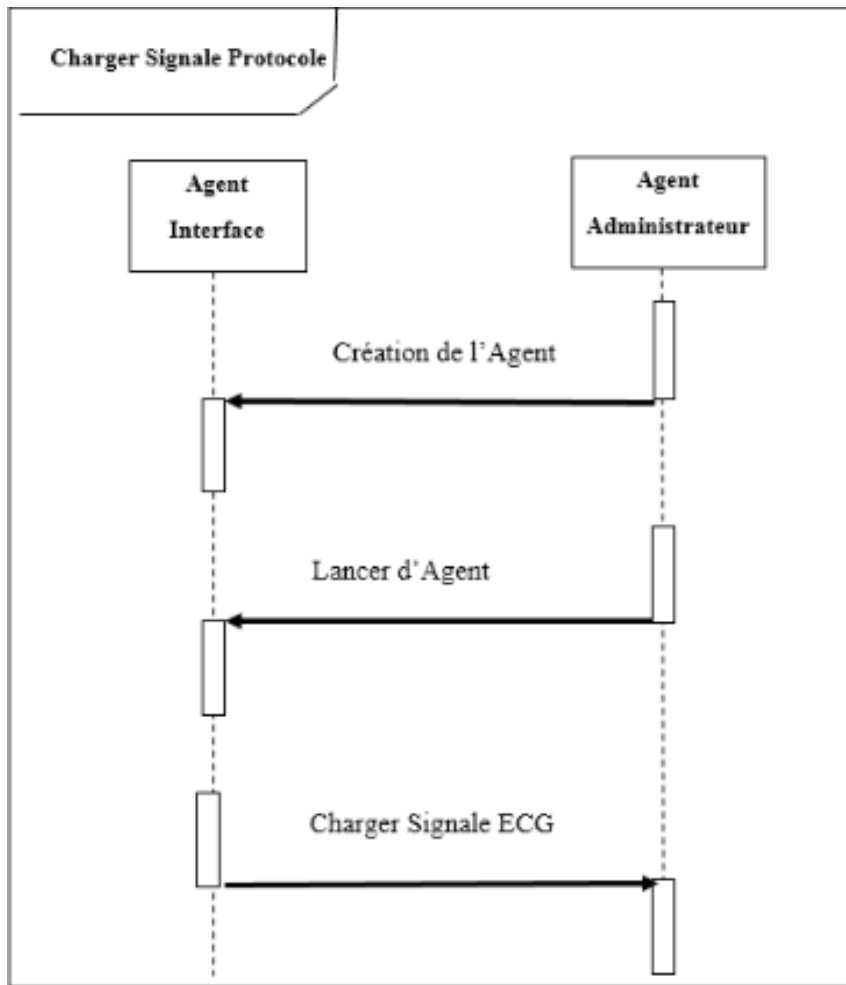 Charger Signale Protocole
Agent
Interface
Agent
Administrateur
Création de l’Agent
Lancer d’Agent
Charger Signale ECG